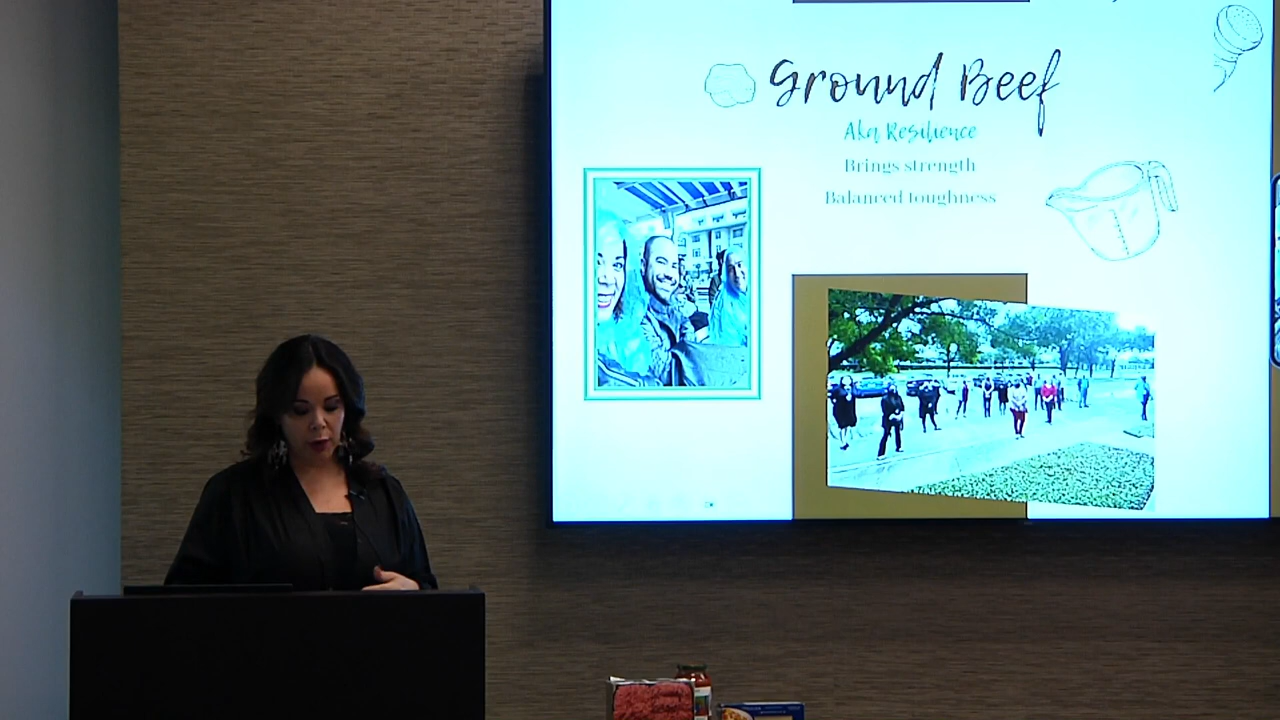 Ground Beef
Aka Resilience
Brings strength
Balanced toughness